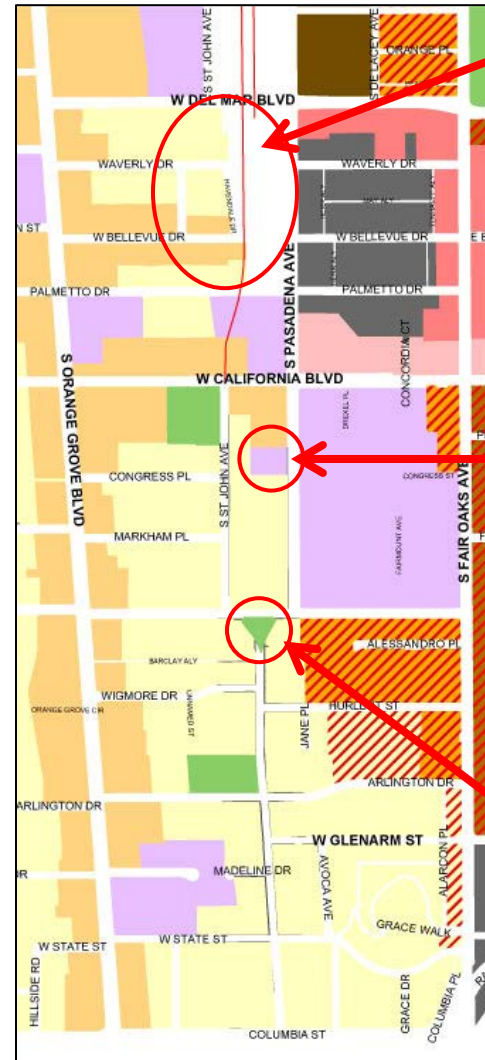 S ST JOHN AVE
S DE LACEY AVE
ORANGE PL
W DEL MAR BLVD
WAVERLY DR
WAVERLY DR
W BELLEVUE DR
W BELLEVUE DR
PALMETTO DR
PALMETTO DR
S PASADENA AVE
S ORANGE GROVE BLVD
CONCORDIA CT
W CALIFORNIA BLVD
DREXEL PL
S ST JOHN AVE
CONGRESS PL
CONGRESS ST
S FAIR OAKS AVE
FAIRMOUNT AVE
MARKHAM PL
ALESSANDRO PL
BARCLAY ALY
WIGMORE DR
ORANGE GROVE CIR
UNNAMED ST
JANE PL
HURLBUT ST
ARLINGTON DR
ARLINGTON DR
W GLENARM ST
ALARCON PL
MADELINE DR
AVOCA AVE
GRACE WALK
W STATE ST
W STATE ST
HILLSIDE RD
GRACE DR
COLUMBIA PL
COLUMBIA ST